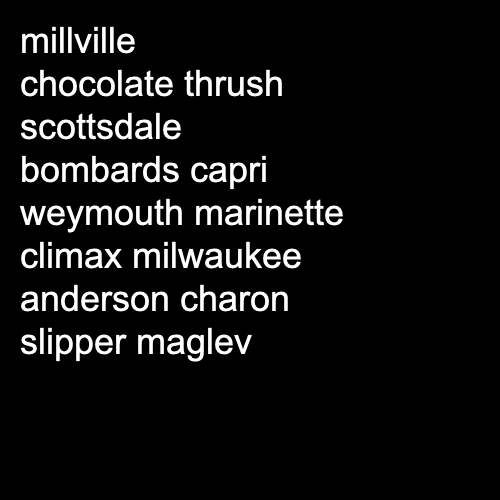 millville
chocolate thrush
scottsdale
bombards capri
weymouth marinette
climax milwaukee
anderson charon
slipper maglev